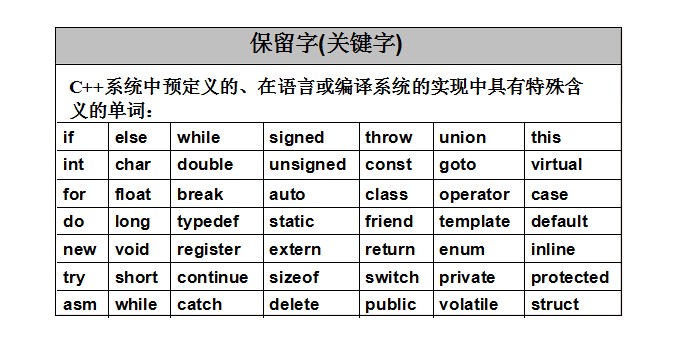 保留字(关键字)
C++系统中预定义的、在语言或编译系统的实现中具有特殊含
义的单词：
if else while signed throw union this
int char double unsigned const goto virtual
for float break auto class operator case
do long typedef static friend template default
new void register extern return enum inline
try short continue sizeof switch private protected
asm while catch delete public volatile struct